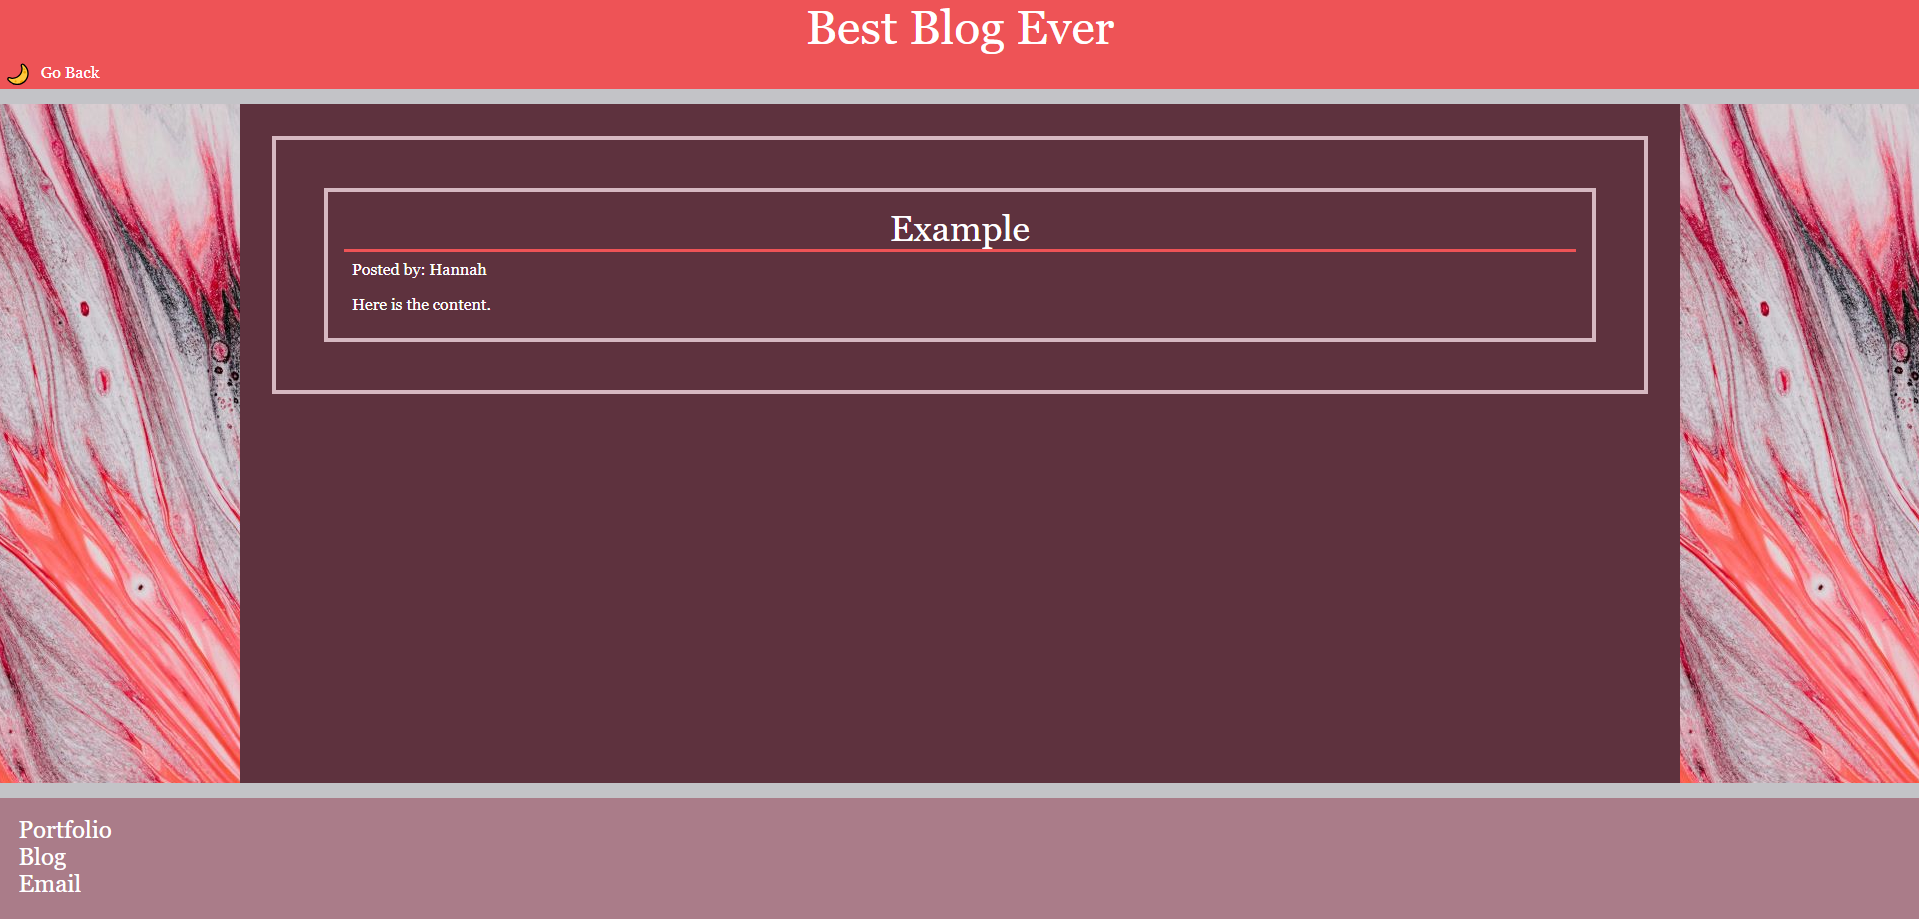 Best Blog Ever
Go Back
Example
Posted by: Hannah
Here is the content.
Portfolio
Blog
Email